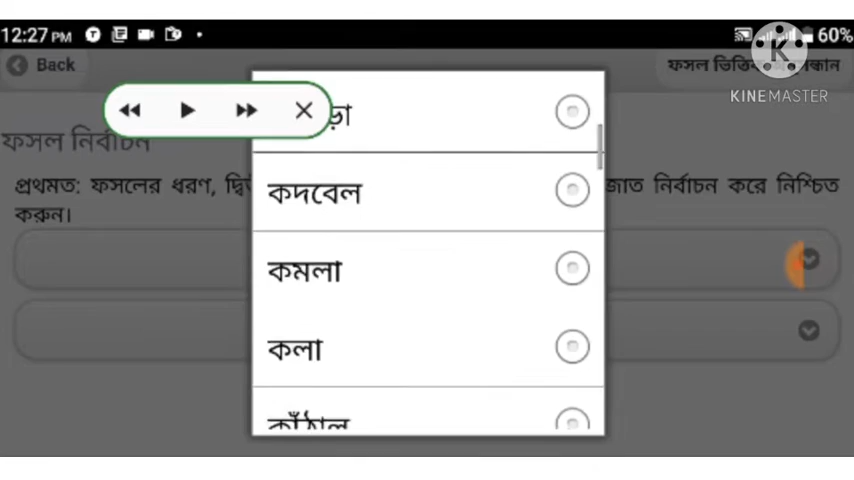 12:27 PM
60%
Back
ফসল ভিত্তি
ন্ধান
KINEMASTER
ড়া
ফসল নির্বাচন
প্রথমত: ফসলের ধরণ, দ্বি
জাত নির্বাচন করে নিশ্চিত
করুন।
কদবেল
কমলা
কলা
কাঁঠাল